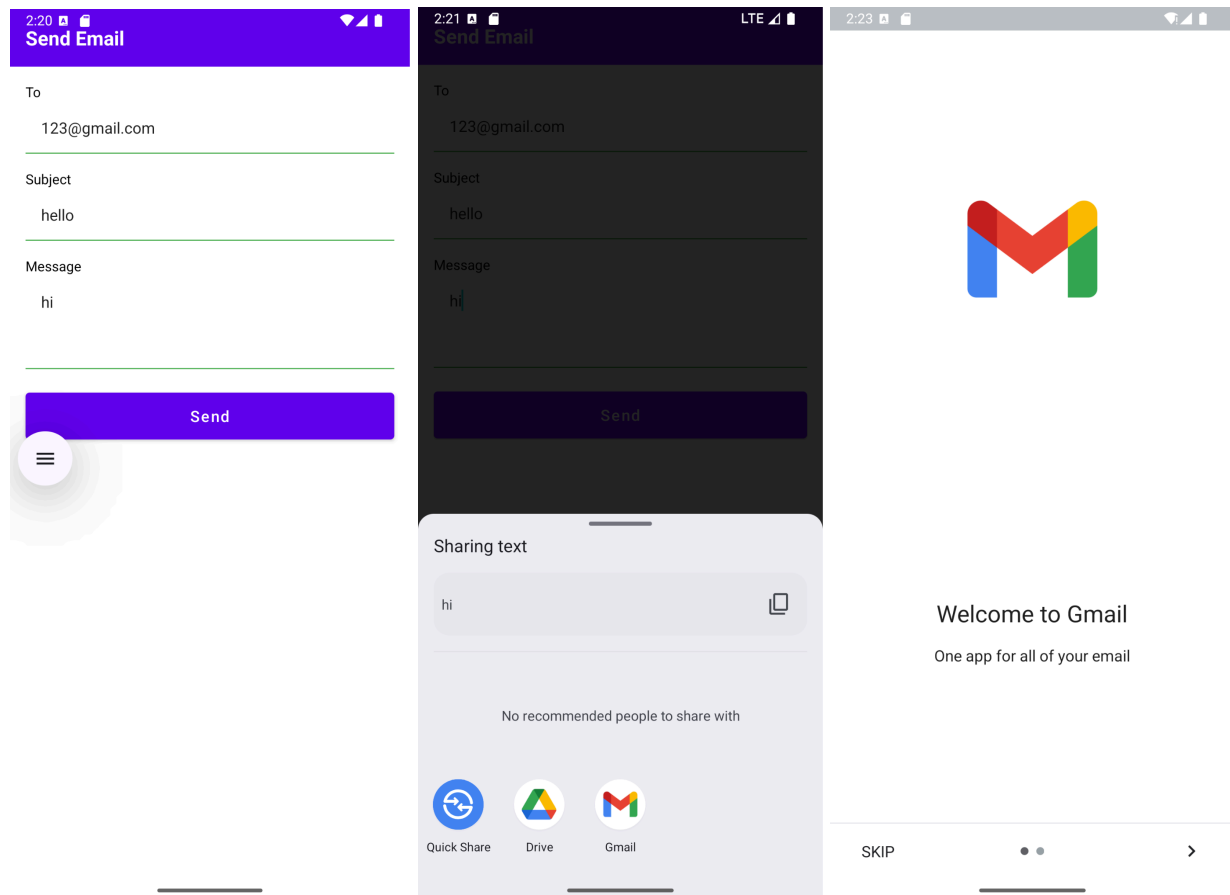 2:20
Send Email
To
123@gmail.com
Subject
hello
Message
hi
Send
2:21
LTE
Send Email
To
123@gmail.com
Subject
hello
Message
hi
Send
Sharing text
hi
No recommended people to share with
Quick Share
Drive
Gmail
2:23
Welcome to Gmail
One app for all of your email
SKIP